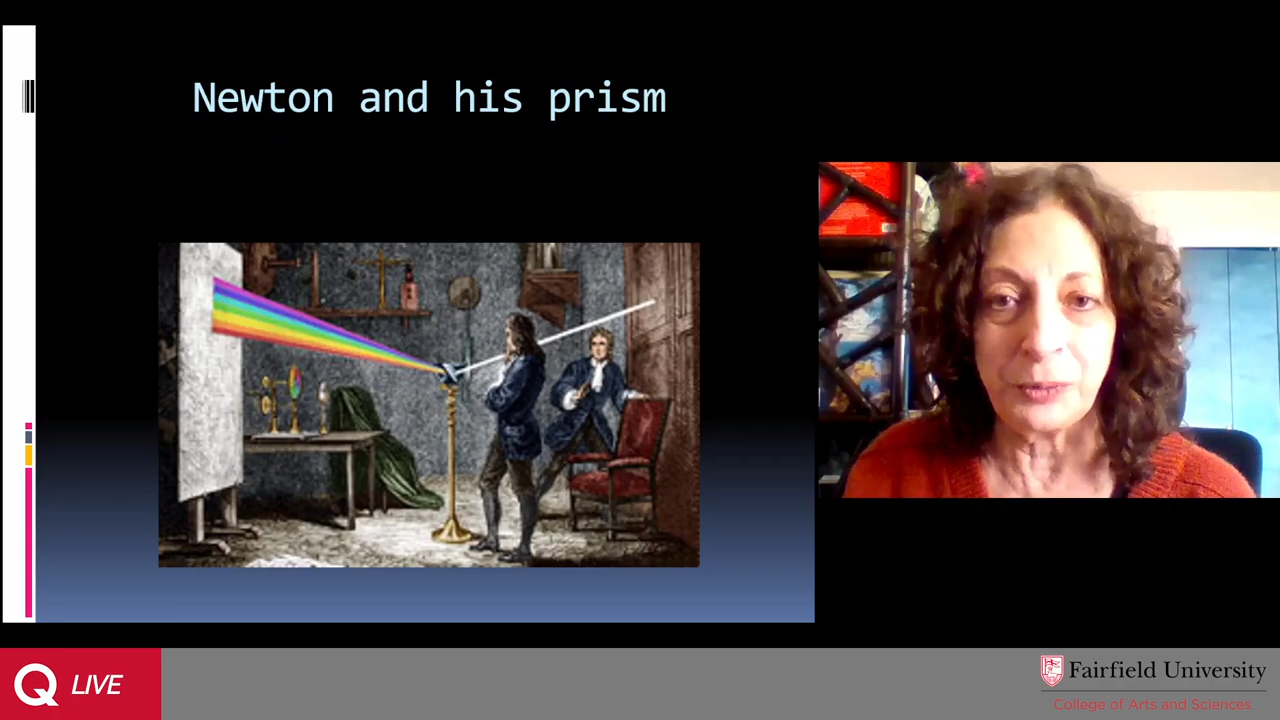 Newton and his prism
Q LIVE
Fairfield University
College of Arts and Sciences